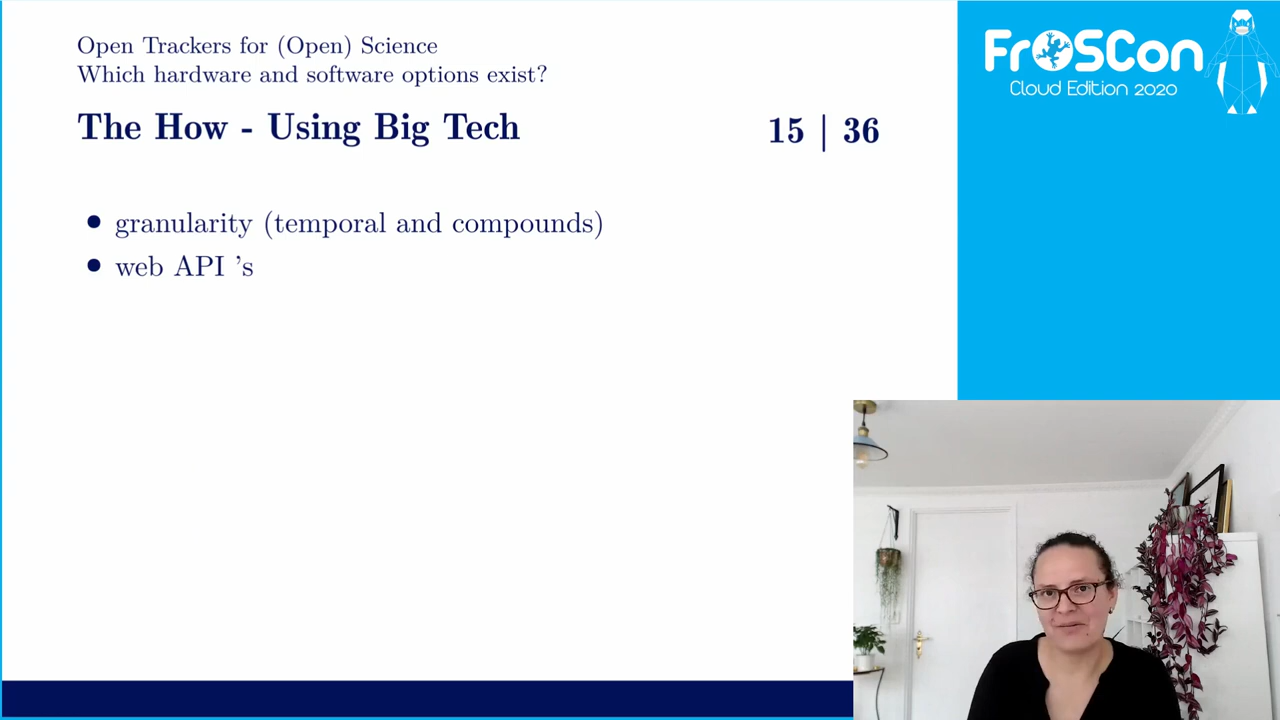 Open Trackers for (Open) Science
Which hardware and software options exist?
The How - Using Big Tech
15 | 36
• granularity (temporal and compounds)
• web API 's
FrOSCon
Cloud Edition 2020